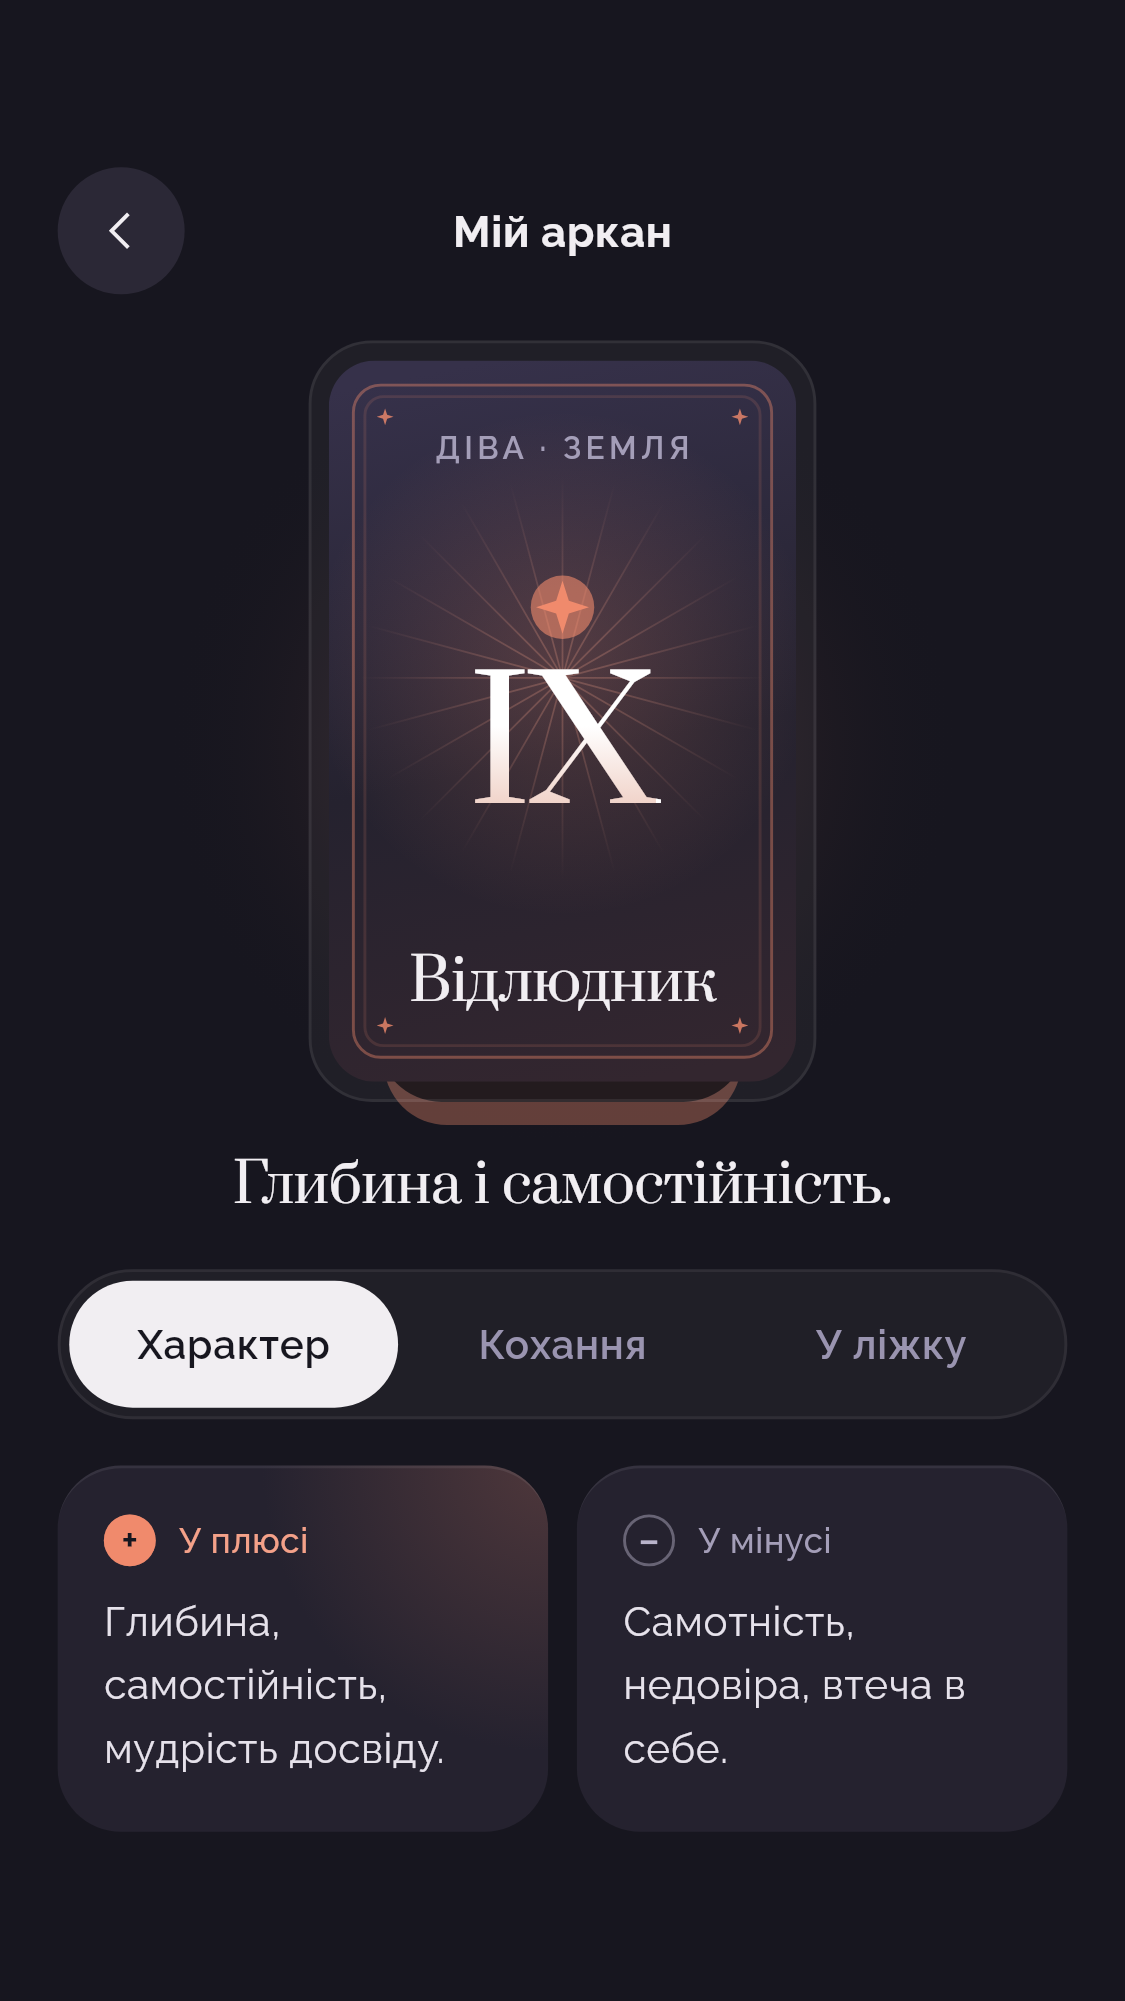 Мій аркан
ДІВА · ЗЕМЛЯ
IX
Відлюдник
Глибина і самостійність.
Характер
Кохання
У ліжку
+ У плюсі
Глибина,
самостійність,
мудрість досвіду.
– У мінусі
Самотність,
недовіра, втеча в
себе.